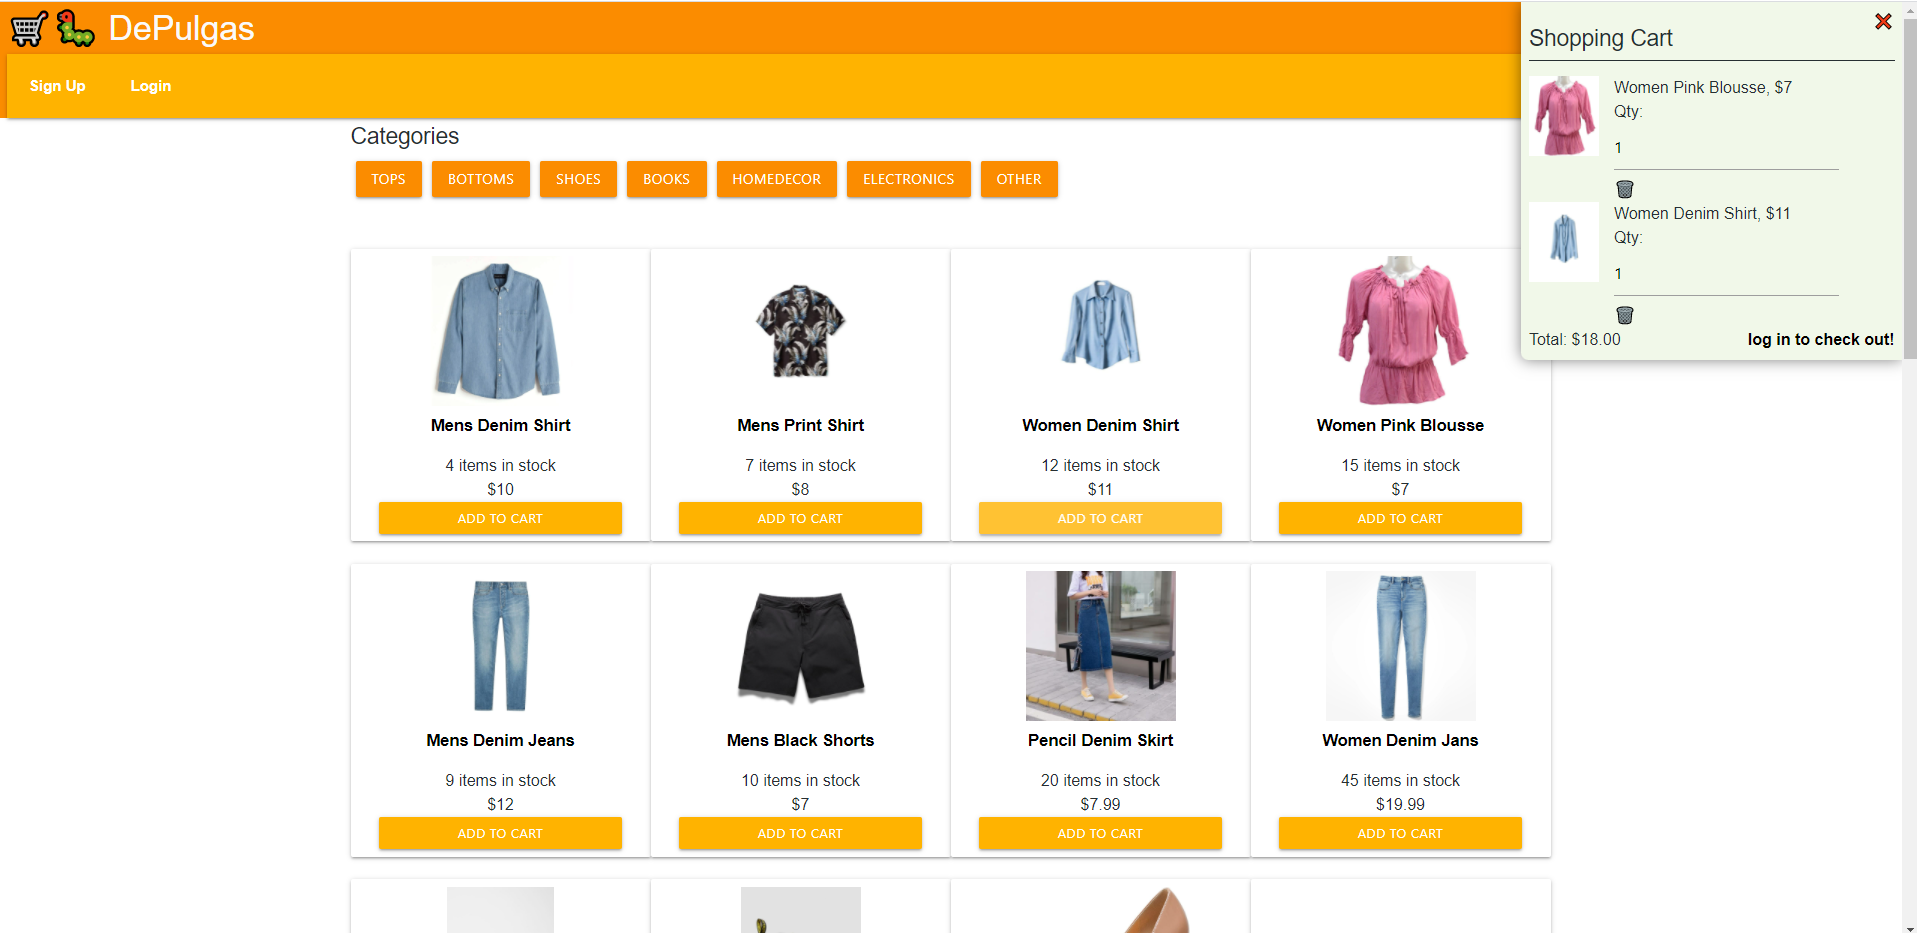 DePulgas
Sign Up Login
Categories
TOPS BOTTOMS SHOES BOOKS HOMEDECOR ELECTRONICS OTHER
Shopping Cart
Women Pink Blousse, $7
Qty:
1
Women Denim Shirt, $11
Qty:
1
Total: $18.00 log in to check out!
Mens Denim Shirt Mens Print Shirt Women Denim Shirt Women Pink Blousse
4 items in stock 7 items in stock 12 items in stock 15 items in stock
$10 $8 $11 $7
ADD TO CART ADD TO CART ADD TO CART ADD TO CART
Mens Denim Jeans Mens Black Shorts Pencil Denim Skirt Women Denim Jans
9 items in stock 10 items in stock 20 items in stock 45 items in stock
$12 $7 $7.99 $19.99
ADD TO CART ADD TO CART ADD TO CART ADD TO CART